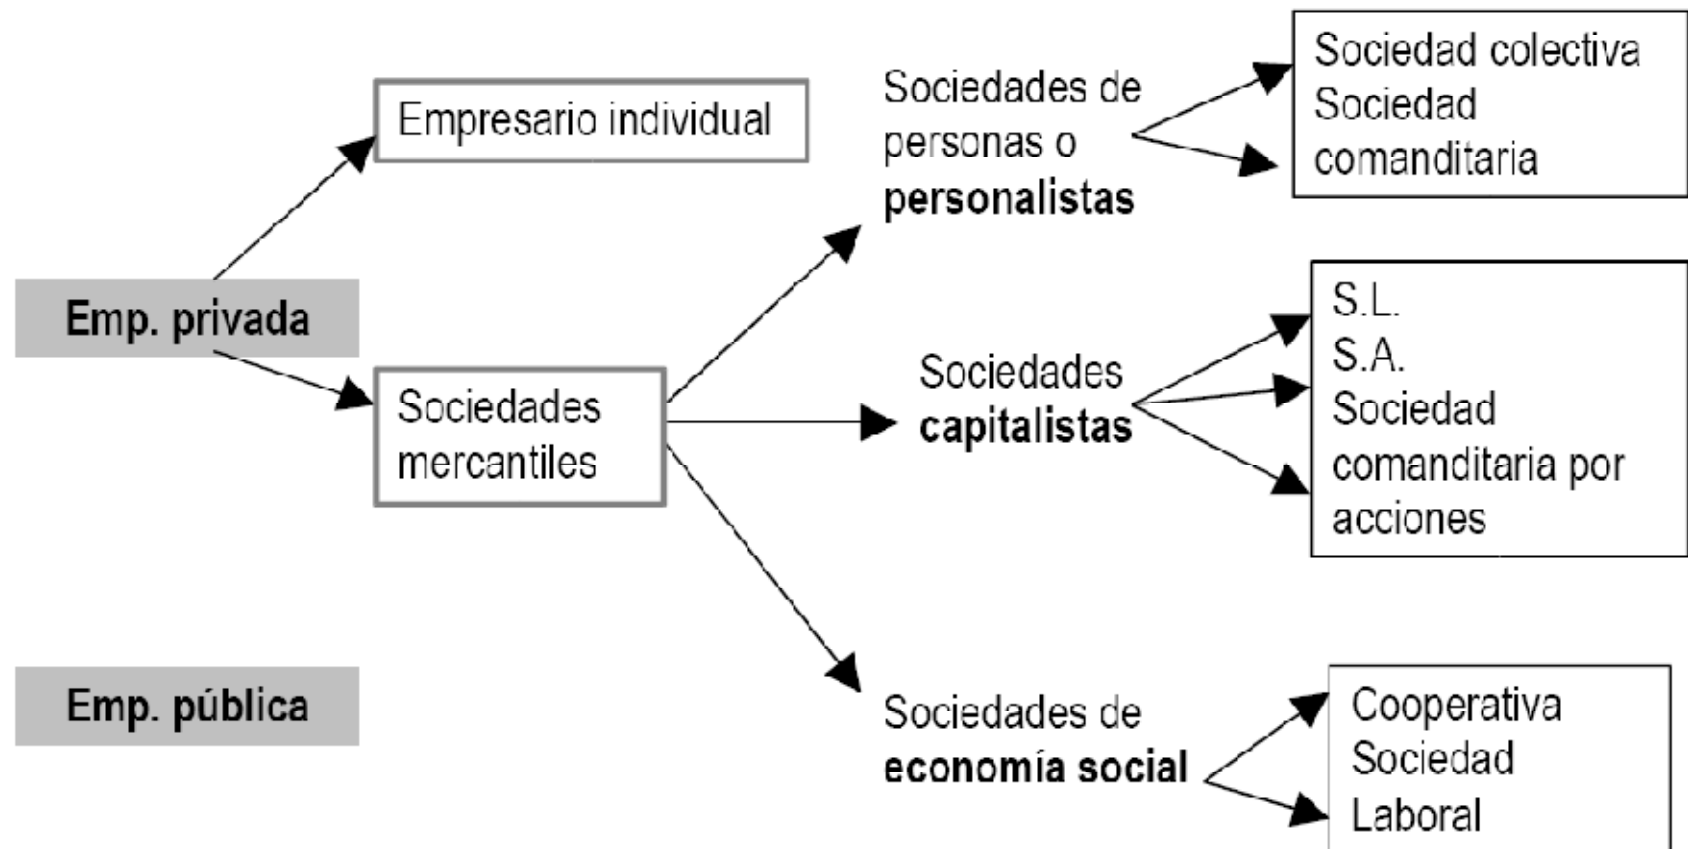 Emp. privada
Emp. pública
Empresario individual
Sociedades
mercantiles
Sociedades de
personas o
personalistas
Sociedades
capitalistas
Sociedades de
economía social
Sociedad colectiva
Sociedad
comanditaria
S.L.
S.A.
Sociedad
comanditaria por
acciones
Cooperativa
Sociedad
Laboral